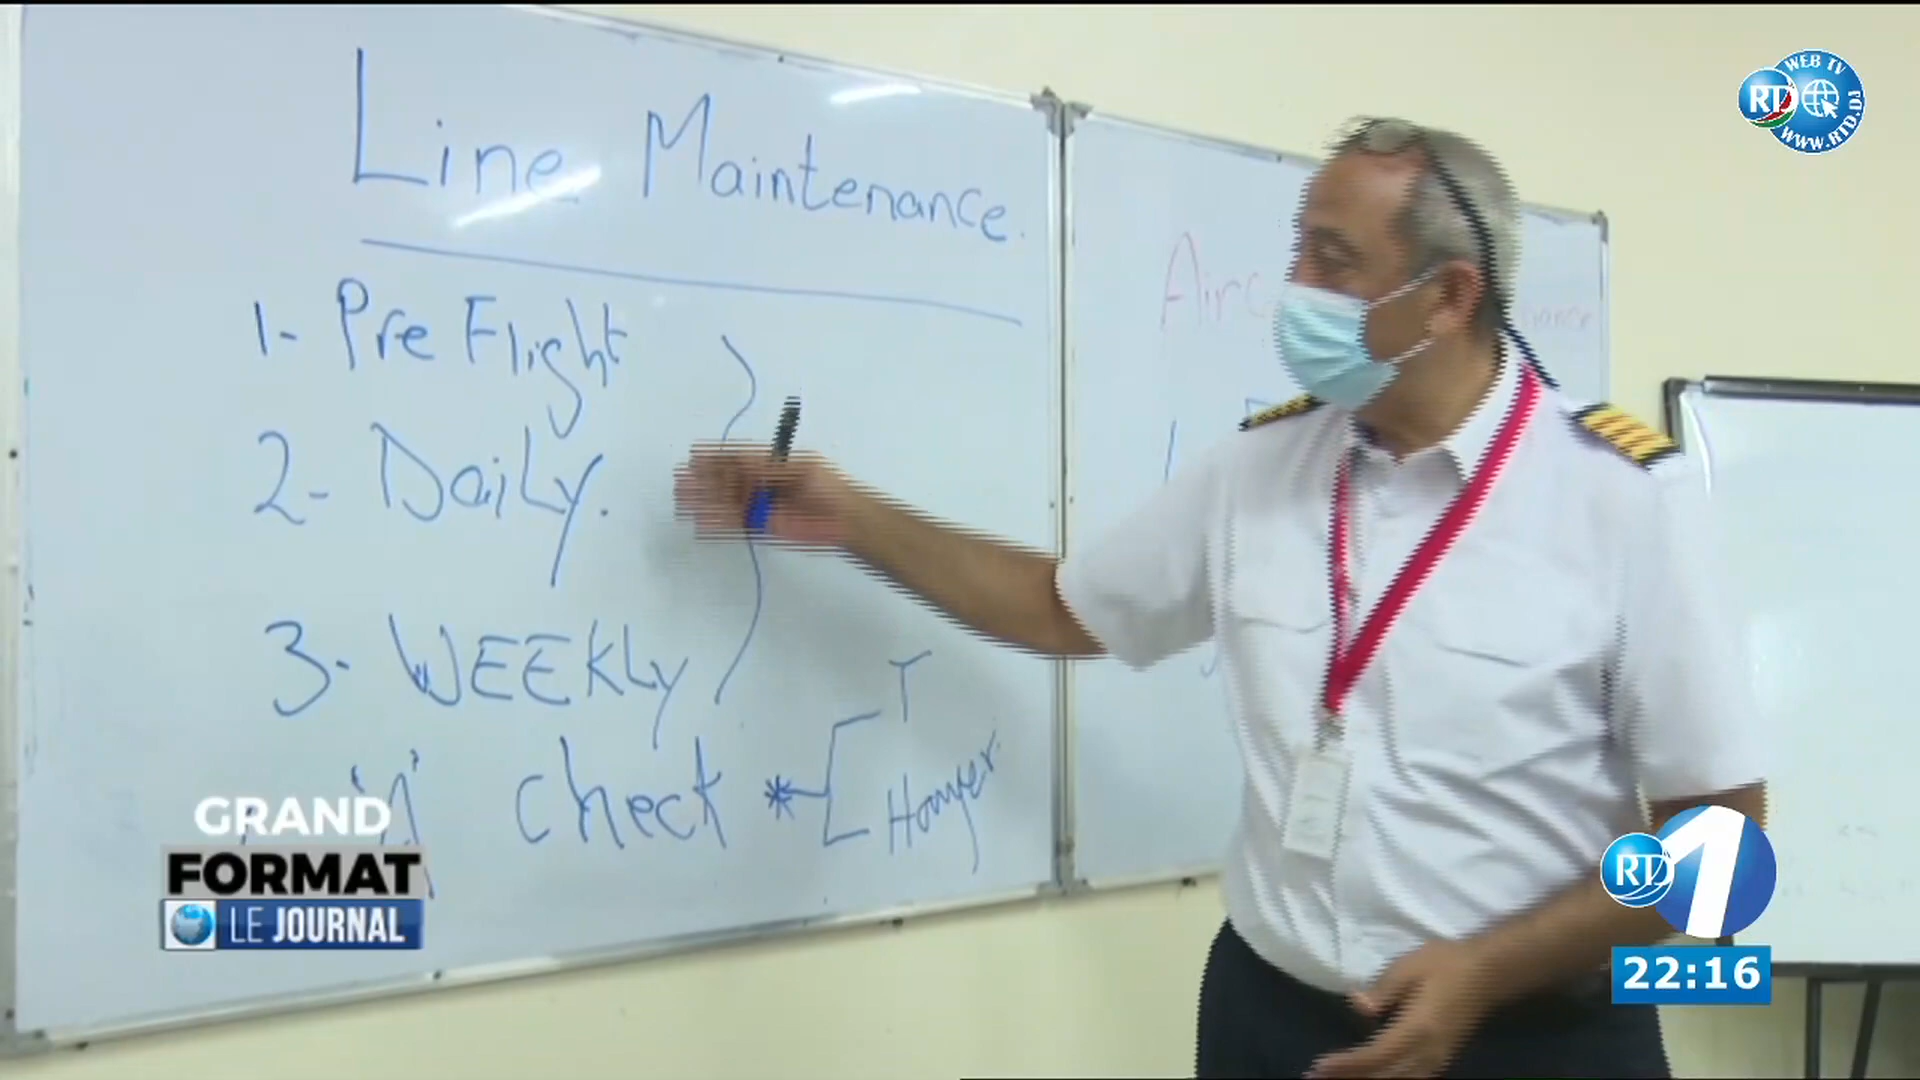 Line Maintenance.
1- Pre Flight
2- DaiLy.
3. WEEKLy
'A' check *
T
Hanger.
WEB TV
RTD
WWW.RTD.DJ
GRAND
FORMAT
LE JOURNAL
RTD 1
22:16